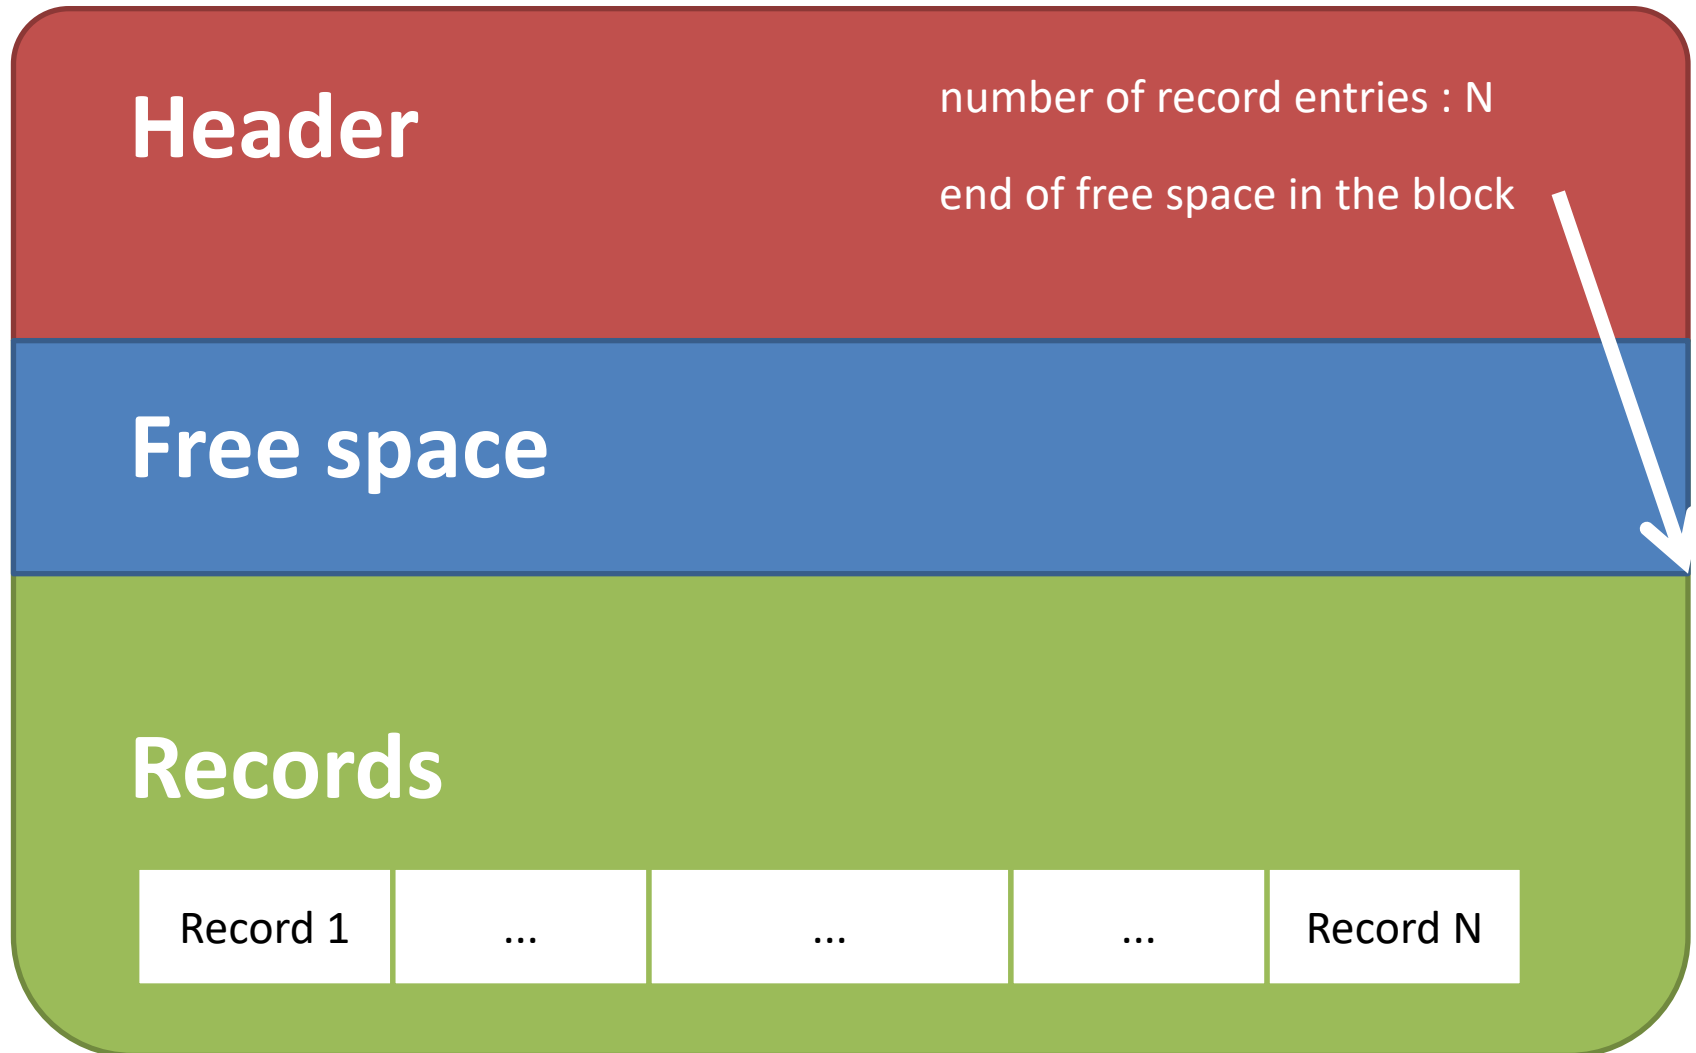 Header
number of record entries : N
end of free space in the block
Free space
Records
Record 1 ... ... ... Record N